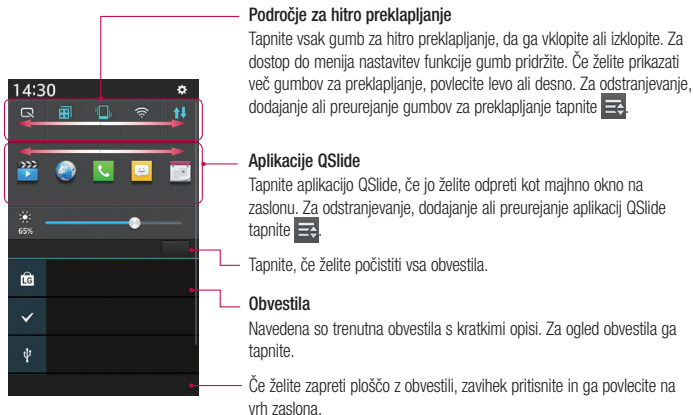 Področje za hitro preklapljanje
Tapnite vsak gumb za hitro preklapljanje, da ga vklopite ali izklopite. Za
dostop do menija nastavitev funkcije gumb pridržite. Če želite prikazati
več gumbov za preklapljanje, povlecite levo ali desno. Za odstranjevanje,
dodajanje ali preurejanje gumbov za preklapljanje tapnite .
14:30
Aplikacije QSlide
Tapnite aplikacijo QSlide, če jo želite odpreti kot majhno okno na
zaslonu. Za odstranjevanje, dodajanje ali preurejanje aplikacij QSlide
tapnite .
65%
Tapnite, če želite počistiti vsa obvestila.
LG
Obvestila
Navedena so trenutna obvestila s kratkimi opisi. Za ogled obvestila ga
tapnite.
Če želite zapreti ploščo z obvestili, zavihek pritisnite in ga povlecite na
vrh zaslona.